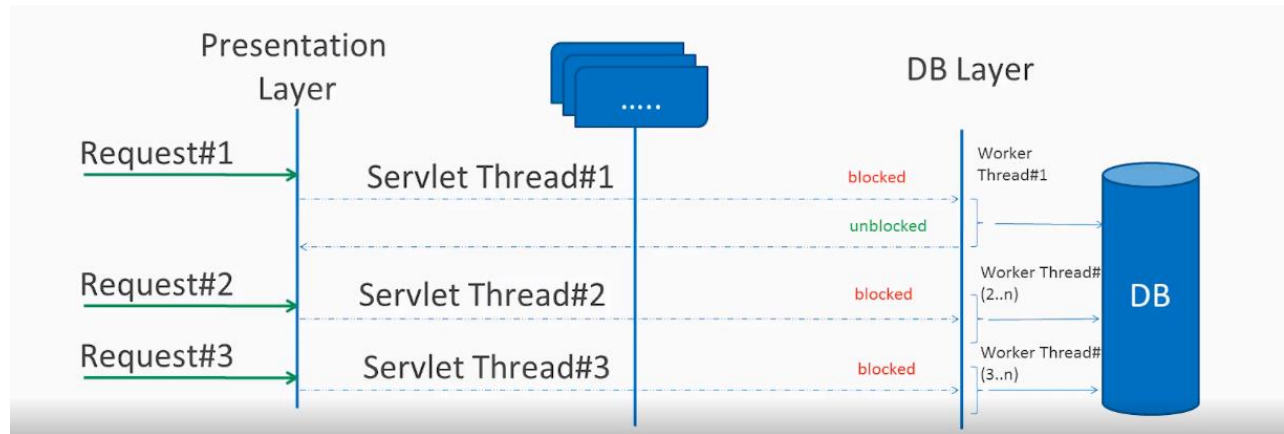 Presentation
Layer
.....
DB Layer
Request#1
Servlet Thread#1
blocked
Worker
Thread#1
unblocked
Request#2
Servlet Thread#2
blocked
Worker Thread#
(2..n)
DB
Request#3
Servlet Thread#3
blocked
Worker Thread#
(3..n)